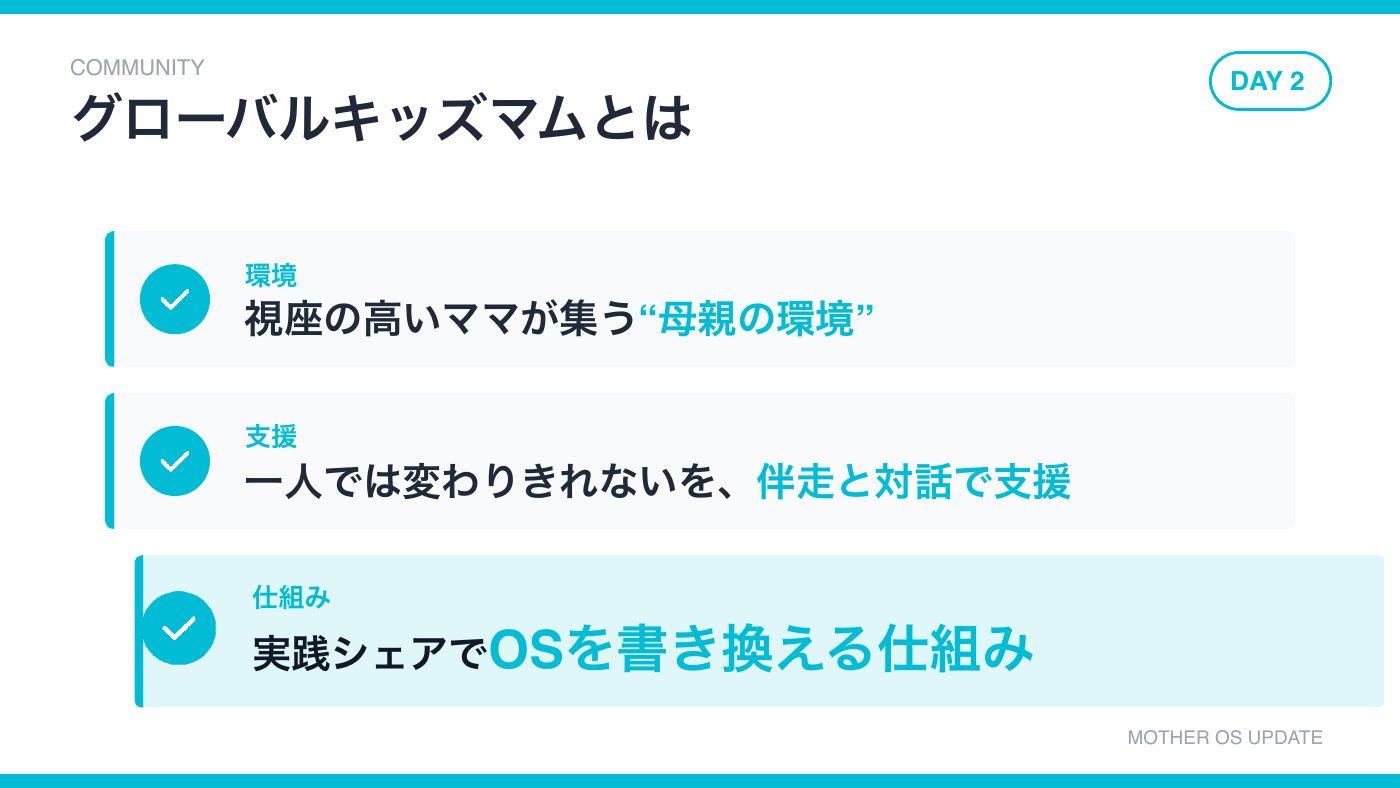 COMMUNITY
DAY 2
グローバルキッズマムとは
環境
視座の高いママが集う“母親の環境”
支援
一人では変わりきれないを、伴走と対話で支援
仕組み
実践シェアでOSを書き換える仕組み
MOTHER OS UPDATE